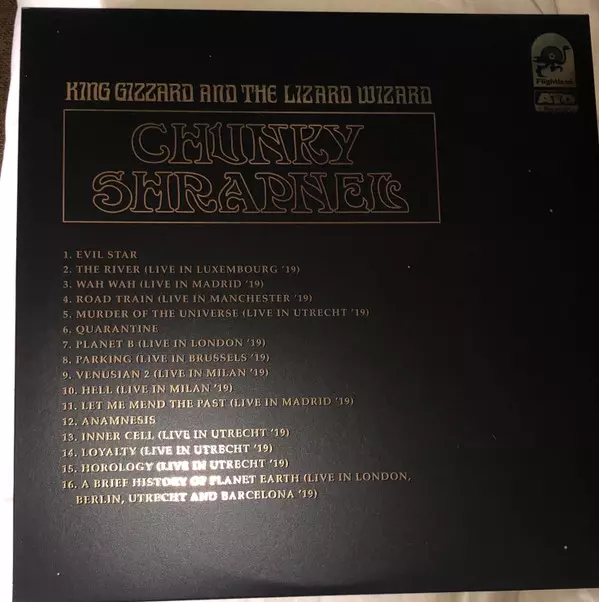 Flightless
ATO
Records
KING GIZZARD AND THE LIZARD WIZARD
CHUNKY
SHRAPNEL
1. EVIL STAR
2. THE RIVER (LIVE IN LUXEMBOURG '19)
3. WAH WAH (LIVE IN MADRID '19)
4. ROAD TRAIN (LIVE IN MANCHESTER '19)
5. MURDER OF THE UNIVERSE (LIVE IN UTRECHT '19)
6. QUARANTINE
7. PLANET B (LIVE IN LONDON '19)
8. PARKING (LIVE IN BRUSSELS '19)
9. VENUSIAN 2 (LIVE IN MILAN '19)
10. HELL (LIVE IN MILAN '19)
11. LET ME MEND THE PAST (LIVE IN MADRID '19)
12. ANAMNESIS
13. INNER CELL (LIVE IN UTRECHT '19)
14. LOYALTY (LIVE IN UTRECHT '19)
15. HOROLOGY (LIVE IN UTRECHT '19)
16. A BRIEF HISTORY OF PLANET EARTH (LIVE IN LONDON,
BERLIN, UTRECHT AND BARCELONA '19)